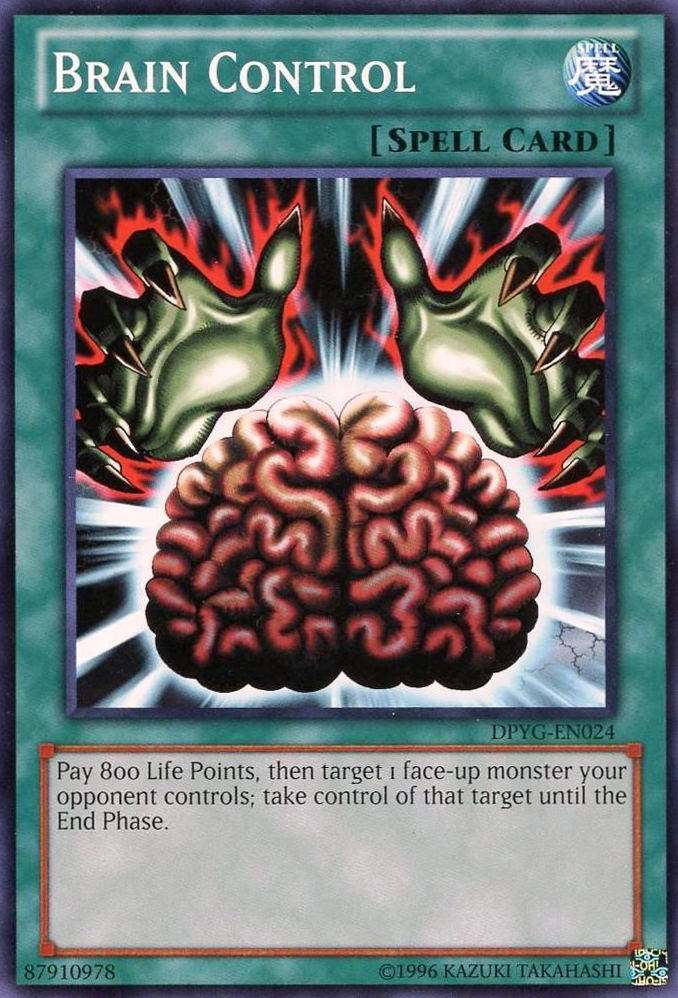 BRAIN CONTROL
SPELL
魔
[SPELL CARD]
DPYG-EN024
Pay 800 Life Points, then target 1 face-up monster your
opponent controls; take control of that target until the
End Phase.
87910978
©1996 KAZUKI TAKAHASHI